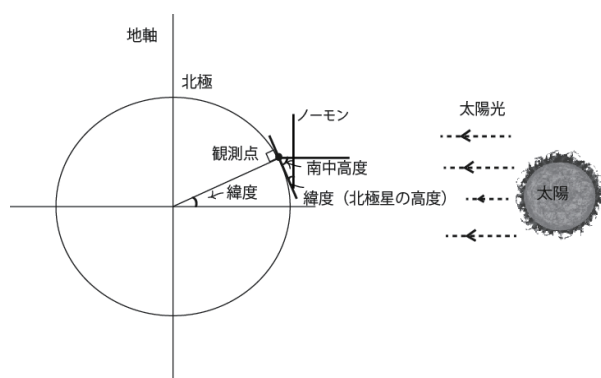 地軸
北極
ノーモン
太陽光
観測点
南中高度
緯度
緯度（北極星の高度）
太陽